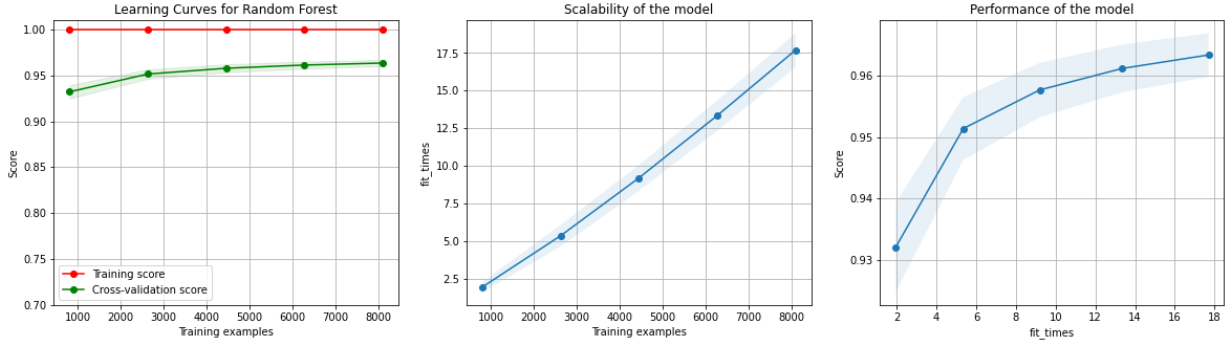 Learning Curves for Random Forest
1.00
0.95
0.90
0.85
0.80
0.75
0.70
Score
Training score
Cross-validation score
1000 2000 3000 4000 5000 6000 7000 8000
Training examples
Scalability of the model
17.5
15.0
12.5
10.0
7.5
5.0
2.5
fit_times
1000 2000 3000 4000 5000 6000 7000 8000
Training examples
Performance of the model
0.96
0.95
0.94
0.93
Score
2 4 6 8 10 12 14 16 18
fit_times